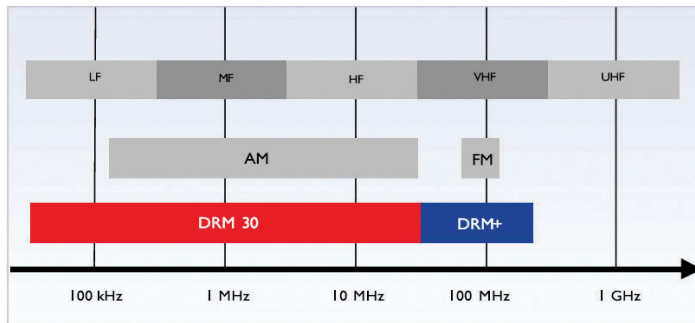 LF MF HF VHF UHF
AM FM
DRM 30 DRM+
100 kHz 1 MHz 10 MHz 100 MHz 1 GHz